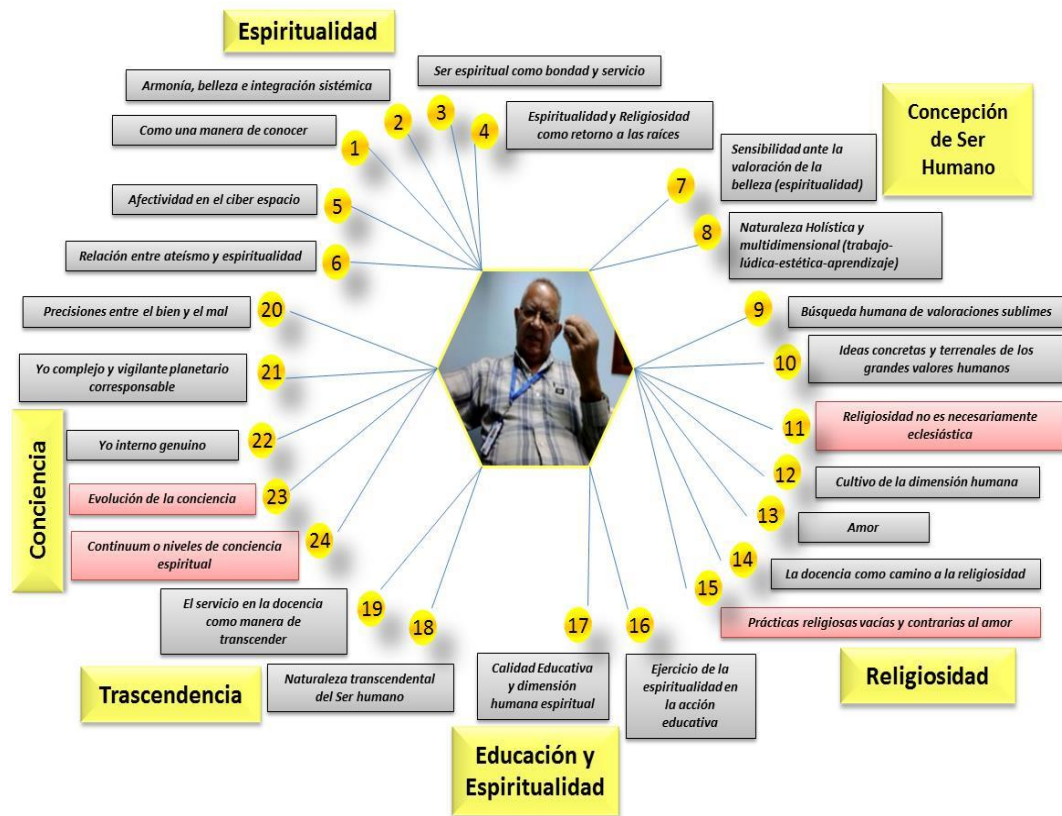 Espiritualidad
Armonía, belleza e integración sistémica
2
Ser espiritual como bondad y servicio
3
Espiritualidad y Religiosidad
como retorno a las raíces
4
Como una manera de conocer
1
Afectividad en el ciber espacio
5
Relación entre ateísmo y espiritualidad
6
Concepción
de Ser
Humano
Sensibilidad ante la
valoración de la
belleza (espiritualidad)
7
Naturaleza Holística y
multidimensional (trabajo-
lúdica-estética-aprendizaje)
8
Búsqueda humana de valoraciones sublimes
9
Ideas concretas y terrenales de los
grandes valores humanos
10
Religiosidad no es necesariamente
eclesiástica
11
Cultivo de la dimensión humana
12
Amor
13
La docencia como camino a la religiosidad
14
Prácticas religiosas vacías y contrarias al amor
15
Religiosidad
Ejercicio de la
espiritualidad en
la acción
educativa
16
Calidad Educativa
y dimensión
humana espiritual
17
Educación y
Espiritualidad
Naturaleza transcendental
del Ser humano
18
El servicio en la docencia
como manera de
transcender
19
Trascendencia
Precisiones entre el bien y el mal
20
Yo complejo y vigilante planetario
corresponsable
21
Yo interno genuino
22
Evolución de la conciencia
23
Continuum o niveles de conciencia
espiritual
24
Conciencia